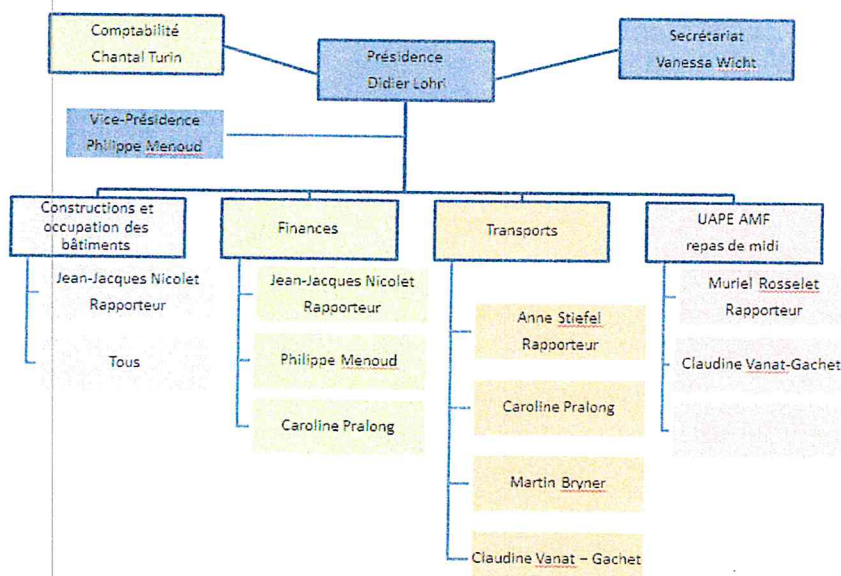 Comptabilité
Chantal Turin
Présidence
Didier Lohri
Secrétariat
Vanessa Wicht
Vice-Présidence
Philippe Menoud
Constructions et
occupation des
bâtiments
Jean-Jacques Nicolet
Rapporteur
Tous
Finances
Jean-Jacques Nicolet
Rapporteur
Philippe Menoud
Caroline Pralong
Transports
Anne Stiefel
Rapporteur
Caroline Pralong
Martin Bryner
Claudine Vanat – Gachet
UAPE AMF
repas de midi
Muriel Rosselet
Rapporteur
Claudine Vanat-Gachet